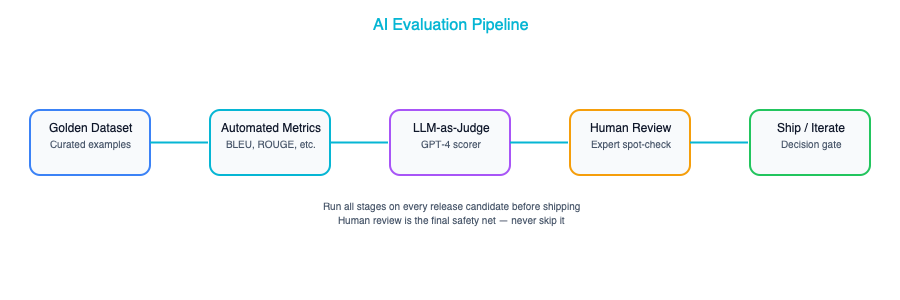 AI Evaluation Pipeline
Golden Dataset
Curated examples
Automated Metrics
BLEU, ROUGE, etc.
LLM-as-Judge
GPT-4 scorer
Human Review
Expert spot-check
Ship / Iterate
Decision gate
Run all stages on every release candidate before shipping
Human review is the final safety net — never skip it